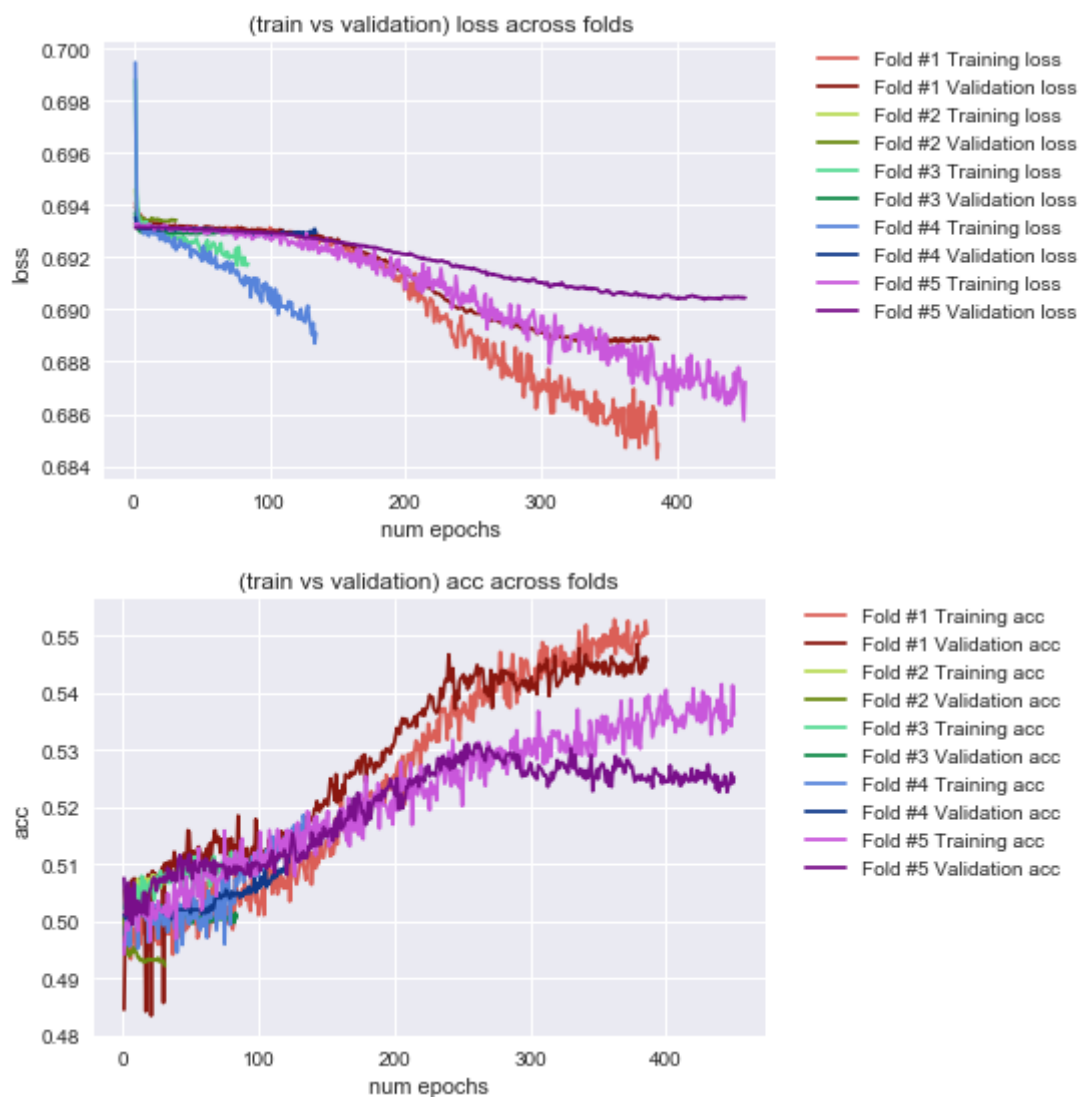 (train vs validation) loss across folds
0.700
0.698
0.696
0.694
0.692
0.690
0.688
0.686
0.684
loss
0
100
200
300
400
num epochs
Fold #1 Training loss
Fold #1 Validation loss
Fold #2 Training loss
Fold #2 Validation loss
Fold #3 Training loss
Fold #3 Validation loss
Fold #4 Training loss
Fold #4 Validation loss
Fold #5 Training loss
Fold #5 Validation loss
(train vs validation) acc across folds
0.55
0.54
0.53
0.52
0.51
0.50
0.49
0.48
acc
0
100
200
300
400
num epochs
Fold #1 Training acc
Fold #1 Validation acc
Fold #2 Training acc
Fold #2 Validation acc
Fold #3 Training acc
Fold #3 Validation acc
Fold #4 Training acc
Fold #4 Validation acc
Fold #5 Training acc
Fold #5 Validation acc